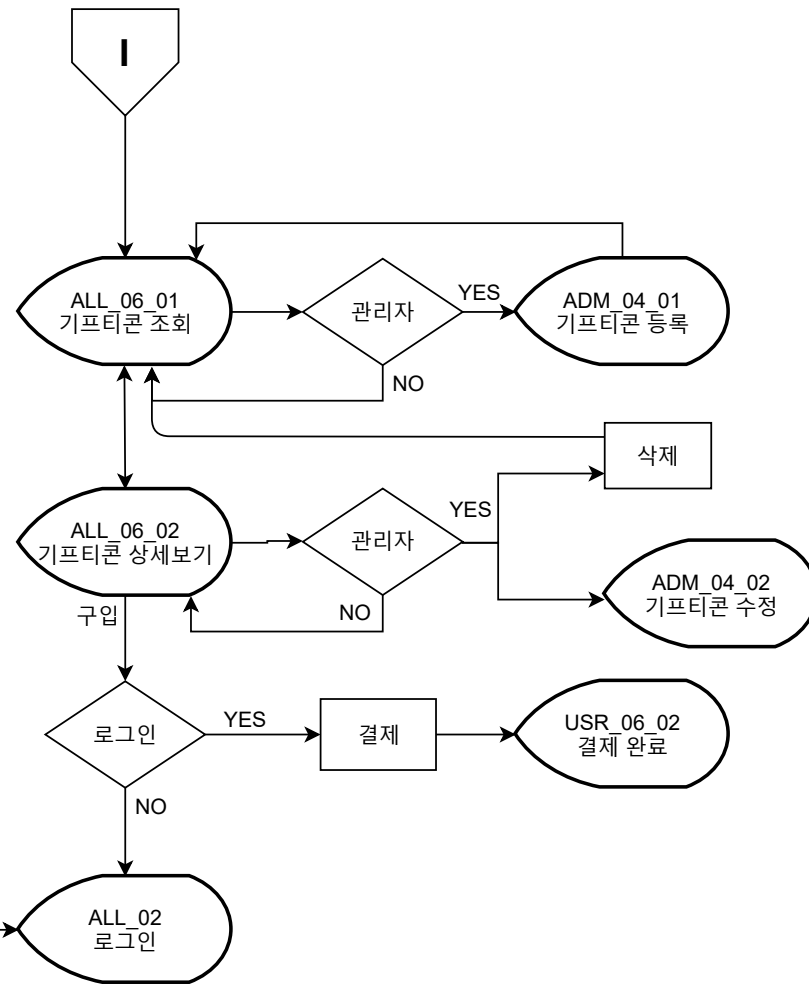 I
ALL_06_01
기프티콘 조회
관리자
YES
ADM_04_01
기프티콘 등록
NO
삭제
ALL_06_02
기프티콘 상세보기
관리자
YES
ADM_04_02
기프티콘 수정
NO
구입
로그인
YES
결제
USR_06_02
결제 완료
NO
ALL_02
로그인